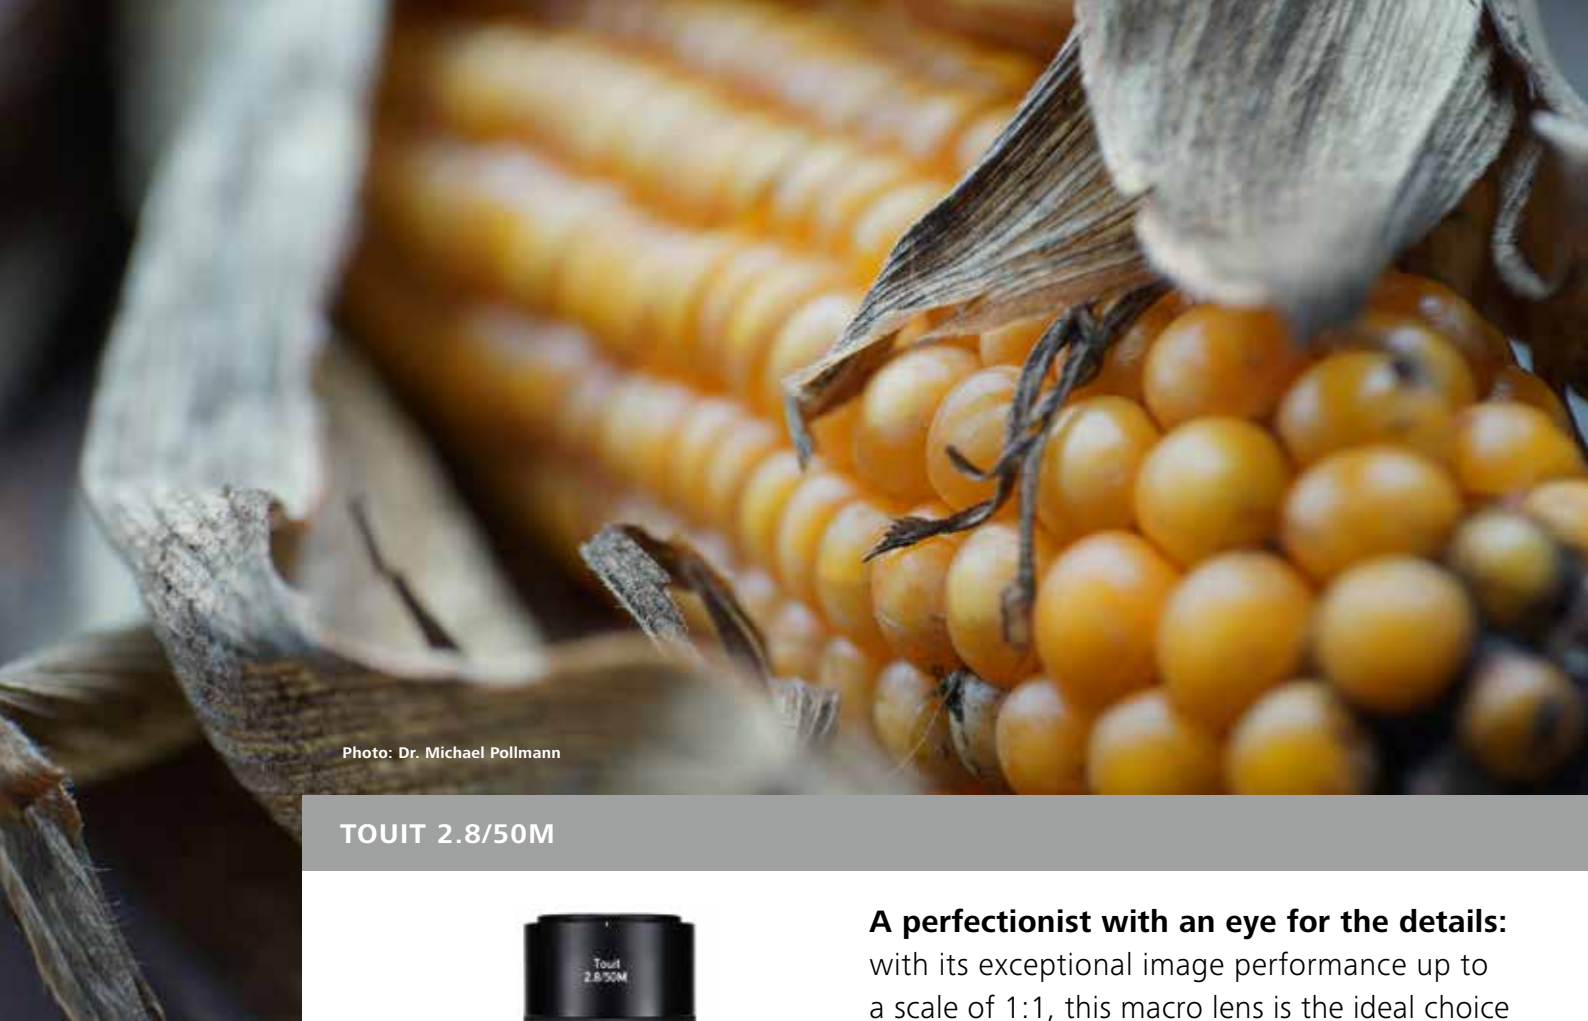 Photo: Dr. Michael Pollmann
TOUIT 2.8/50M
Touit
2.8/50M
A perfectionist with an eye for the details:
with its exceptional image performance up to
a scale of 1:1, this macro lens is the ideal choice